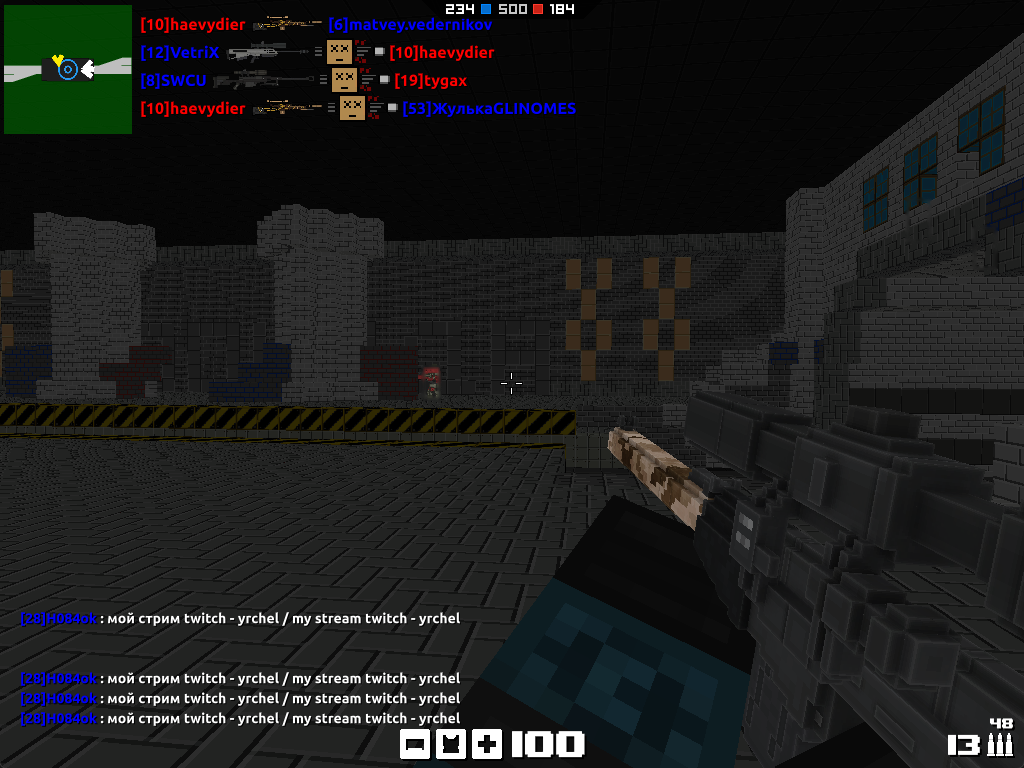 234 500 184
[10]haevydier [6]matvey.vedernikov
[12]VetriX [10]haevydier
[8]SWCU [19]tygax
[10]haevydier [53]ЖулькаGLINOMES
[28]H084ok : мой стрим twitch - yrchel / my stream twitch - yrchel
[28]H084ok : мой стрим twitch - yrchel / my stream twitch - yrchel
[28]H084ok : мой стрим twitch - yrchel / my stream twitch - yrchel
[28]H084ok : мой стрим twitch - yrchel / my stream twitch - yrchel
100
48
13